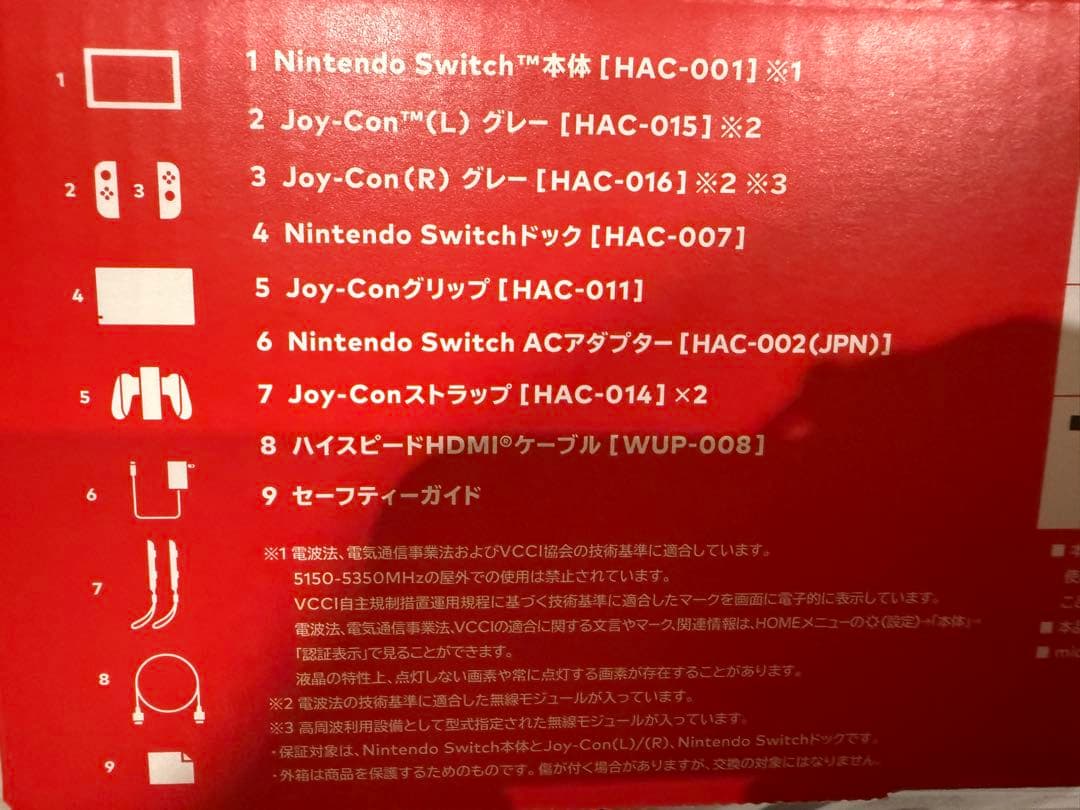 1 Nintendo Switch™本体 [HAC-001] ※1
2 Joy-Con™(L) グレー [HAC-015] ※2
3 Joy-Con(R) グレー [HAC-016] ※2 ※3
4 Nintendo Switchドック [HAC-007]
5 Joy-Conグリップ [HAC-011]
6 Nintendo Switch ACアダプター [HAC-002(JPN)]
7 Joy-Conストラップ [HAC-014] ×2
8 ハイスピードHDMI®ケーブル [WUP-008]
9 セーフティーガイド
1
2 3
4
5
6
7
8
9
※1 電波法、電気通信事業法およびVCCI協会の技術基準に適合しています。
5150-5350MHzの屋外での使用は禁止されています。
VCCI自主規制措置運用規程に基づく技術基準に適合したマークを画面に電子的に表示しています。
電波法、電気通信事業法、VCCIの適合に関する文言やマーク、関連情報は、HOMEメニューの(設定)→「本体」→
「認証表示」で見ることができます。
液晶の特性上、点灯しない画素や常に点灯する画素が存在することがあります。
※2 電波法の技術基準に適合した無線モジュールが入っています。
※3 高周波利用設備として型式指定された無線モジュールが入っています。
・保証対象は、Nintendo Switch本体とJoy-Con(L)/(R)、Nintendo Switchドックです。
・外箱は商品を保護するためのものです。傷が付く場合がありますが、交換の対象にはなりません。